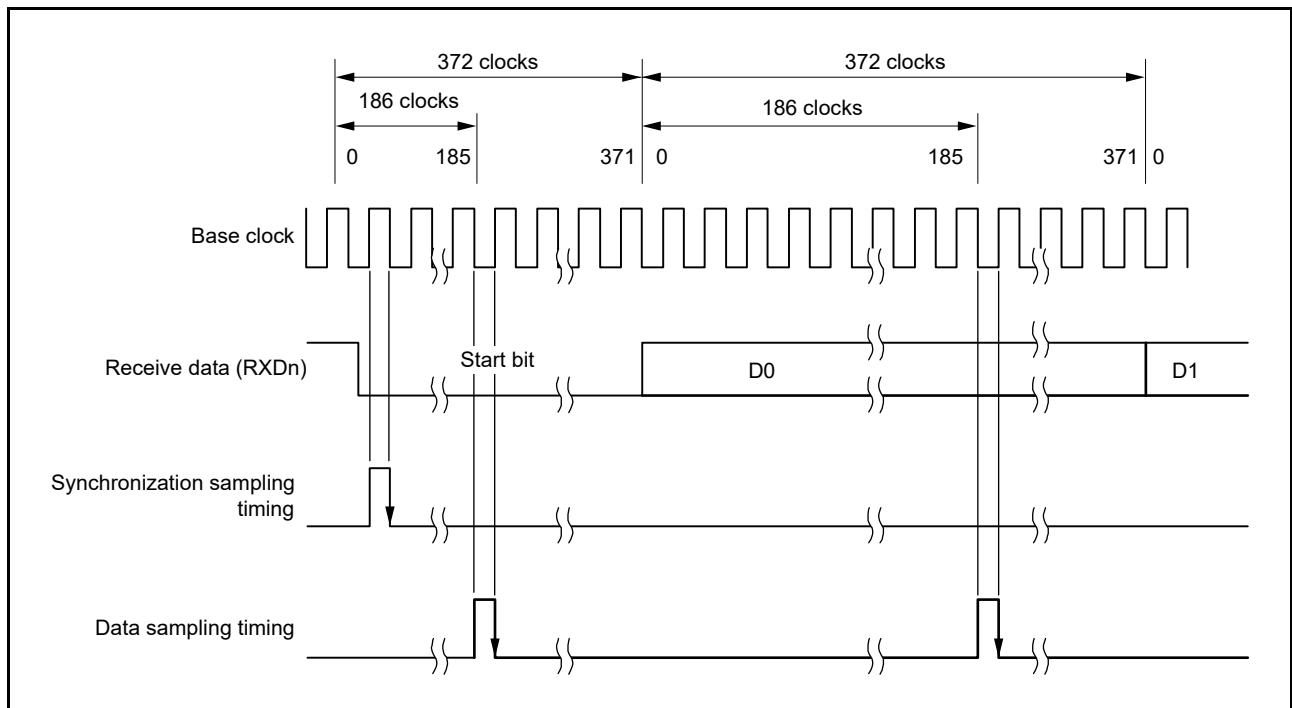 372 clocks 372 clocks
186 clocks 186 clocks
0 185 371 0 185 371 0
Base clock
Start bit
Receive data (RXDn) D0 D1
Synchronization sampling
timing
Data sampling timing